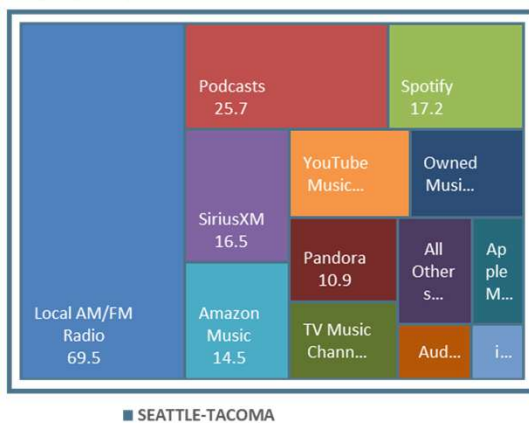 Local AM/FM
Radio
69.5
Podcasts
25.7
Spotify
17.2
SiriusXM
16.5
Amazon
Music
14.5
YouTube
Music...
Owned
Musi...
Pandora
10.9
TV Music
Chann...
All
Other
s...
Ap
ple
M...
Aud...
i...
SEATTLE-TACOMA